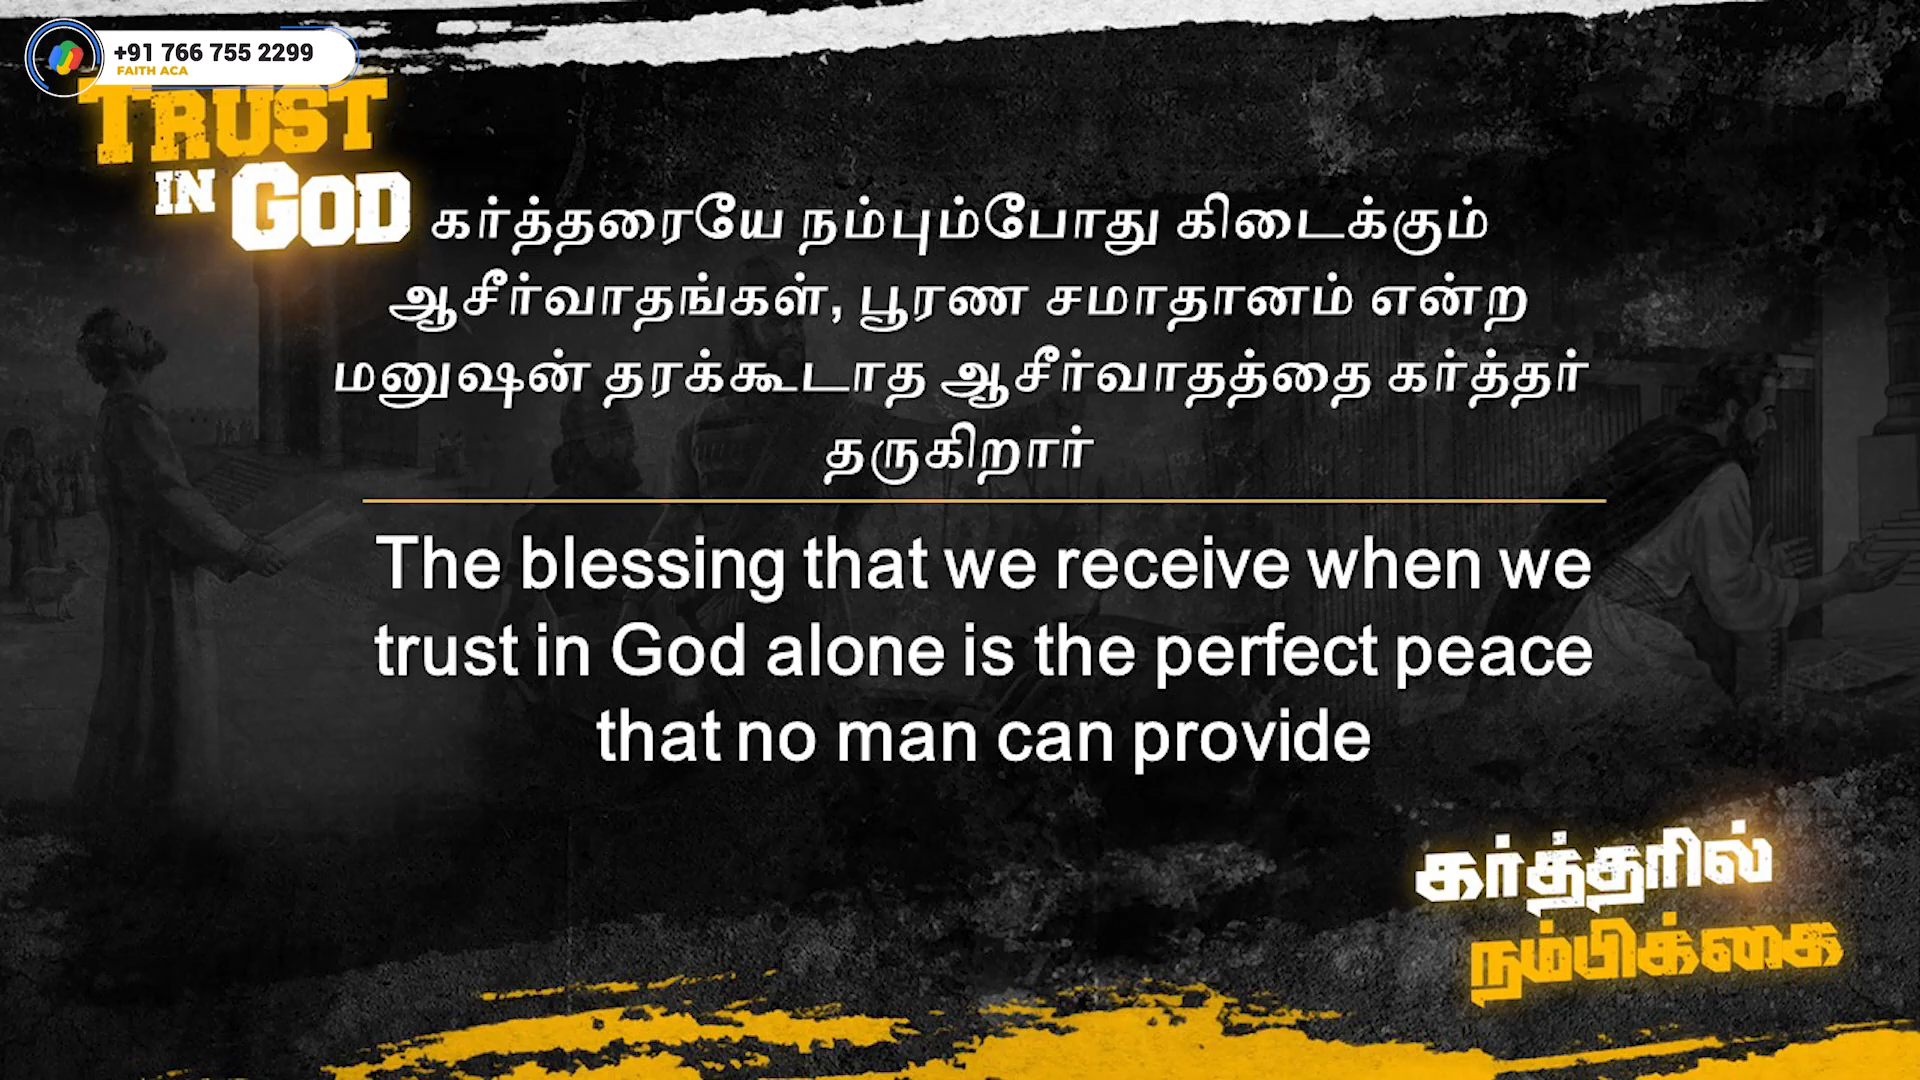 +91 766 755 2299
FAITH ACA
TRUST
IN GOD
கர்த்தரையே நம்பும்போது கிடைக்கும்
ஆசீர்வாதங்கள், பூரண சமாதானம் என்ற
மனுஷன் தரக்கூடாத ஆசீர்வாதத்தை கர்த்தர்
தருகிறார்
The blessing that we receive when we
trust in God alone is the perfect peace
that no man can provide
கர்த்தரில்
நம்பிக்கை